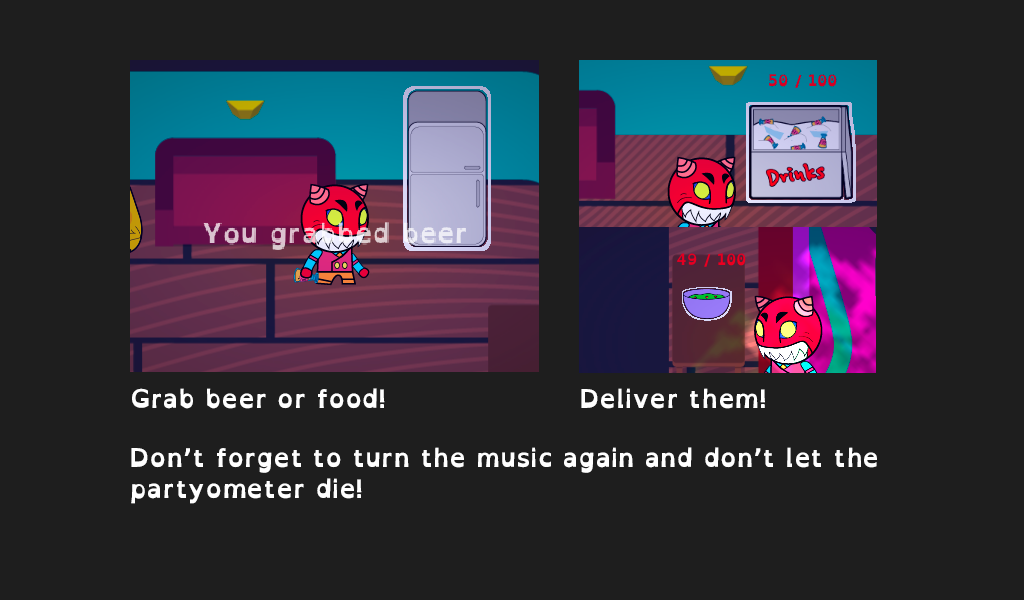 50 / 100
Drinks
You grabbed beer
49 / 100
Grab beer or food!
Deliver them!
Don't forget to turn the music again and don't let the
partyometer die!